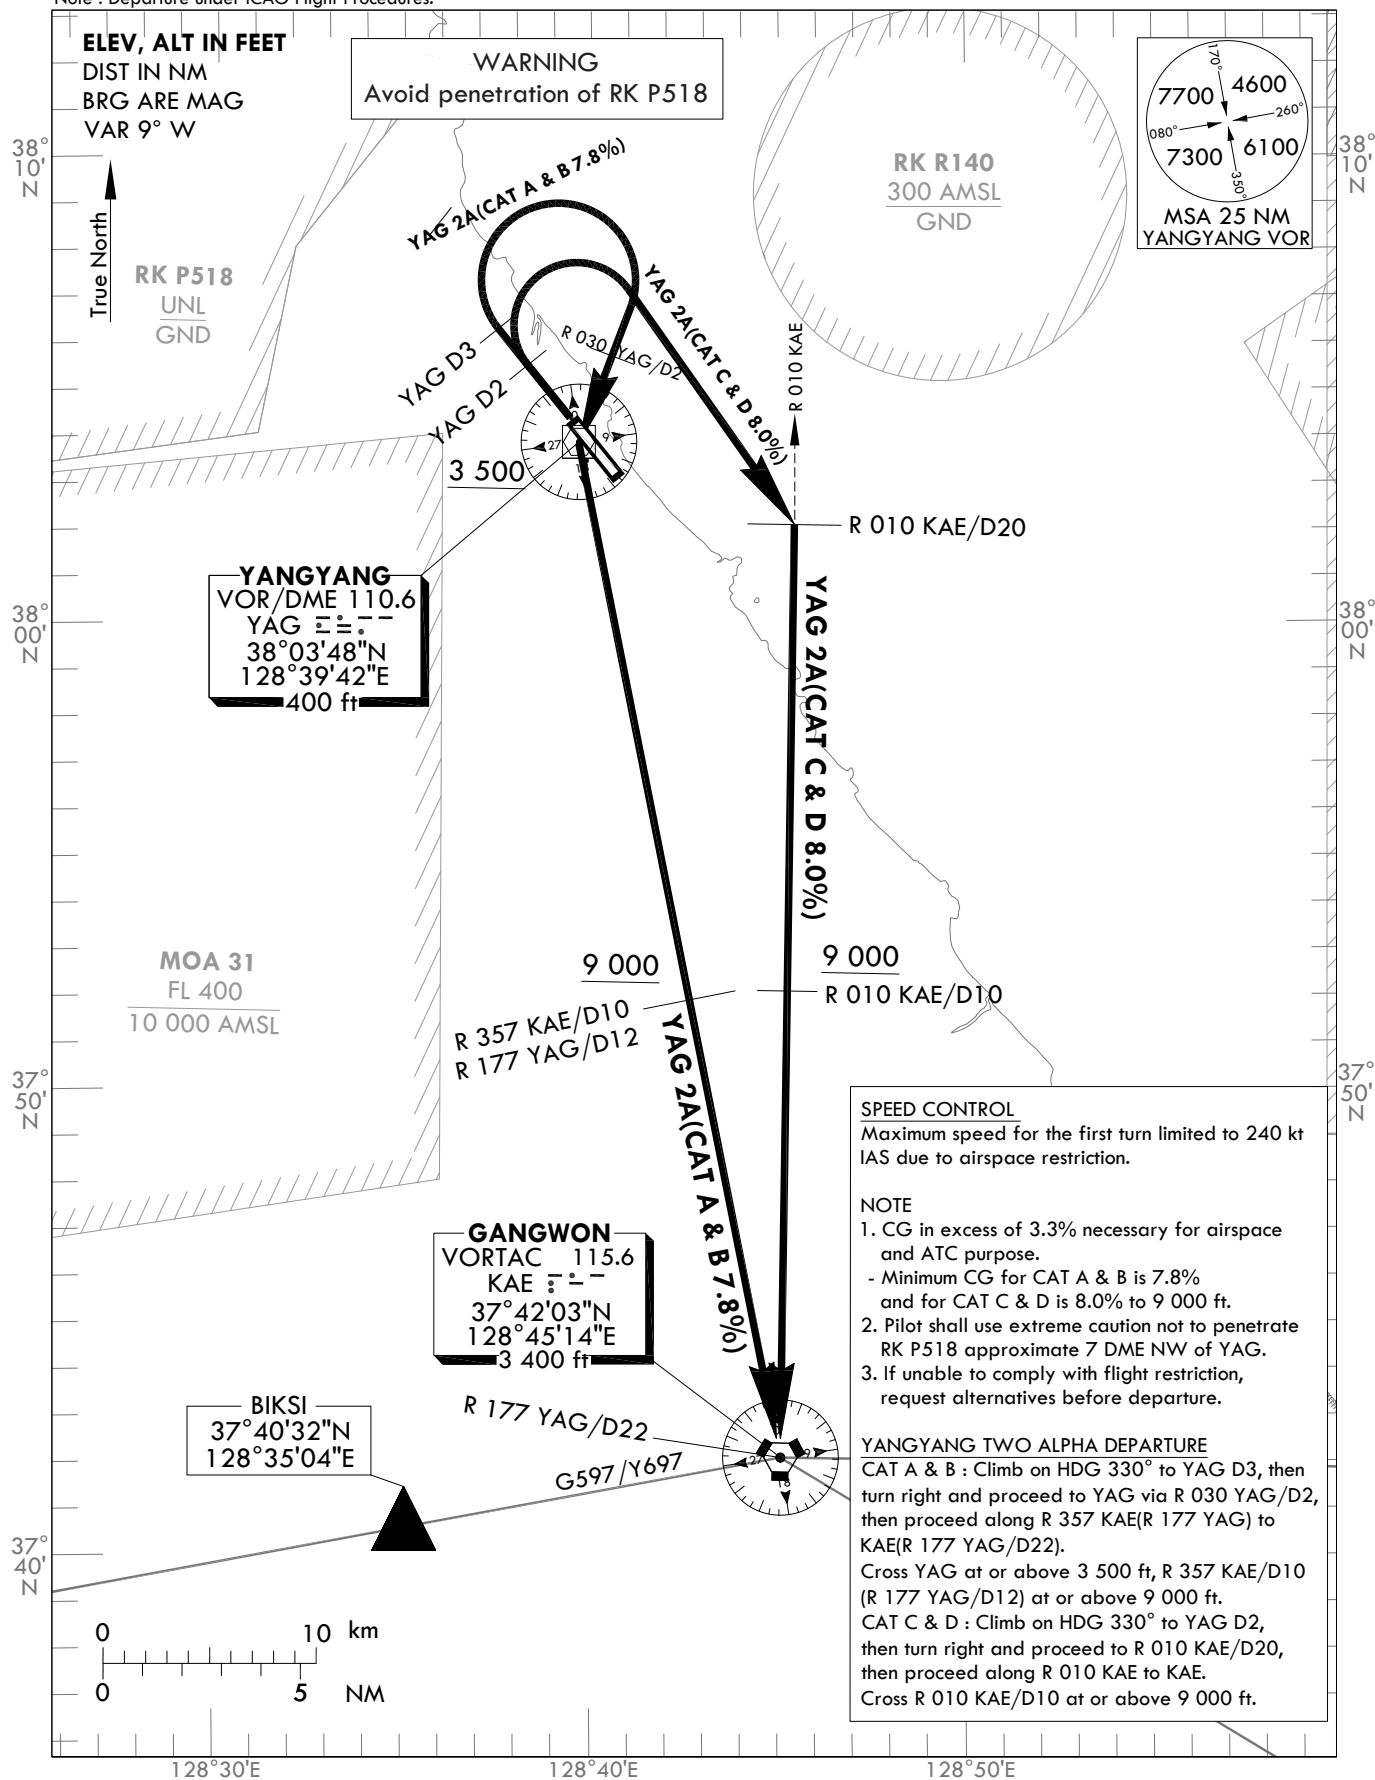 Note : Departure under ICAO Flight Procedures.
ELEV, ALT IN FEET
DIST IN NM
BRG ARE MAG
VAR 9° W
True North
WARNING
Avoid penetration of RK P518
170°
7700
4600
260°
080°
7300
6100
350°
MSA 25 NM
YANGYANG VOR
38°
10'
N
38°
10'
N
RK P518
UNL
GND
RK R140
300 AMSL
GND
YAG 2A(CAT A & B 7.8%)
YAG 2A(CAT C & D 8.0%)
R 030 YAG/D2
YAG D3
YAG D2
R 010 KAE
3 500
27
9
R 010 KAE/D20
YANGYANG
VOR/DME 110.6
YAG
38°03'48"N
128°39'42"E
400 ft
38°
00'
N
38°
00'
N
YAG 2A(CAT C & D 8.0%)
MOA 31
FL 400
10 000 AMSL
9 000
R 357 KAE/D10
R 177 YAG/D12
9 000
R 010 KAE/D10
YAG 2A(CAT A & B 7.8%)
37°
50'
N
37°
50'
N
GANGWON
VORTAC 115.6
KAE
37°42'03"N
128°45'14"E
3 400 ft
BIKSI
37°40'32"N
128°35'04"E
R 177 YAG/D22
G597/Y697
27
9
18
37°
40'
N
SPEED CONTROL
Maximum speed for the first turn limited to 240 kt
IAS due to airspace restriction.
NOTE
1. CG in excess of 3.3% necessary for airspace
and ATC purpose.
- Minimum CG for CAT A & B is 7.8%
and for CAT C & D is 8.0% to 9 000 ft.
2. Pilot shall use extreme caution not to penetrate
RK P518 approximate 7 DME NW of YAG.
3. If unable to comply with flight restriction,
request alternatives before departure.
YANGYANG TWO ALPHA DEPARTURE
CAT A & B : Climb on HDG 330° to YAG D3, then
turn right and proceed to YAG via R 030 YAG/D2,
then proceed along R 357 KAE(R 177 YAG) to
KAE(R 177 YAG/D22).
Cross YAG at or above 3 500 ft, R 357 KAE/D10
(R 177 YAG/D12) at or above 9 000 ft.
CAT C & D : Climb on HDG 330° to YAG D2,
then turn right and proceed to R 010 KAE/D20,
then proceed along R 010 KAE to KAE.
Cross R 010 KAE/D10 at or above 9 000 ft.
0 10 km
0 5 NM
128°30'E
128°40'E
128°50'E